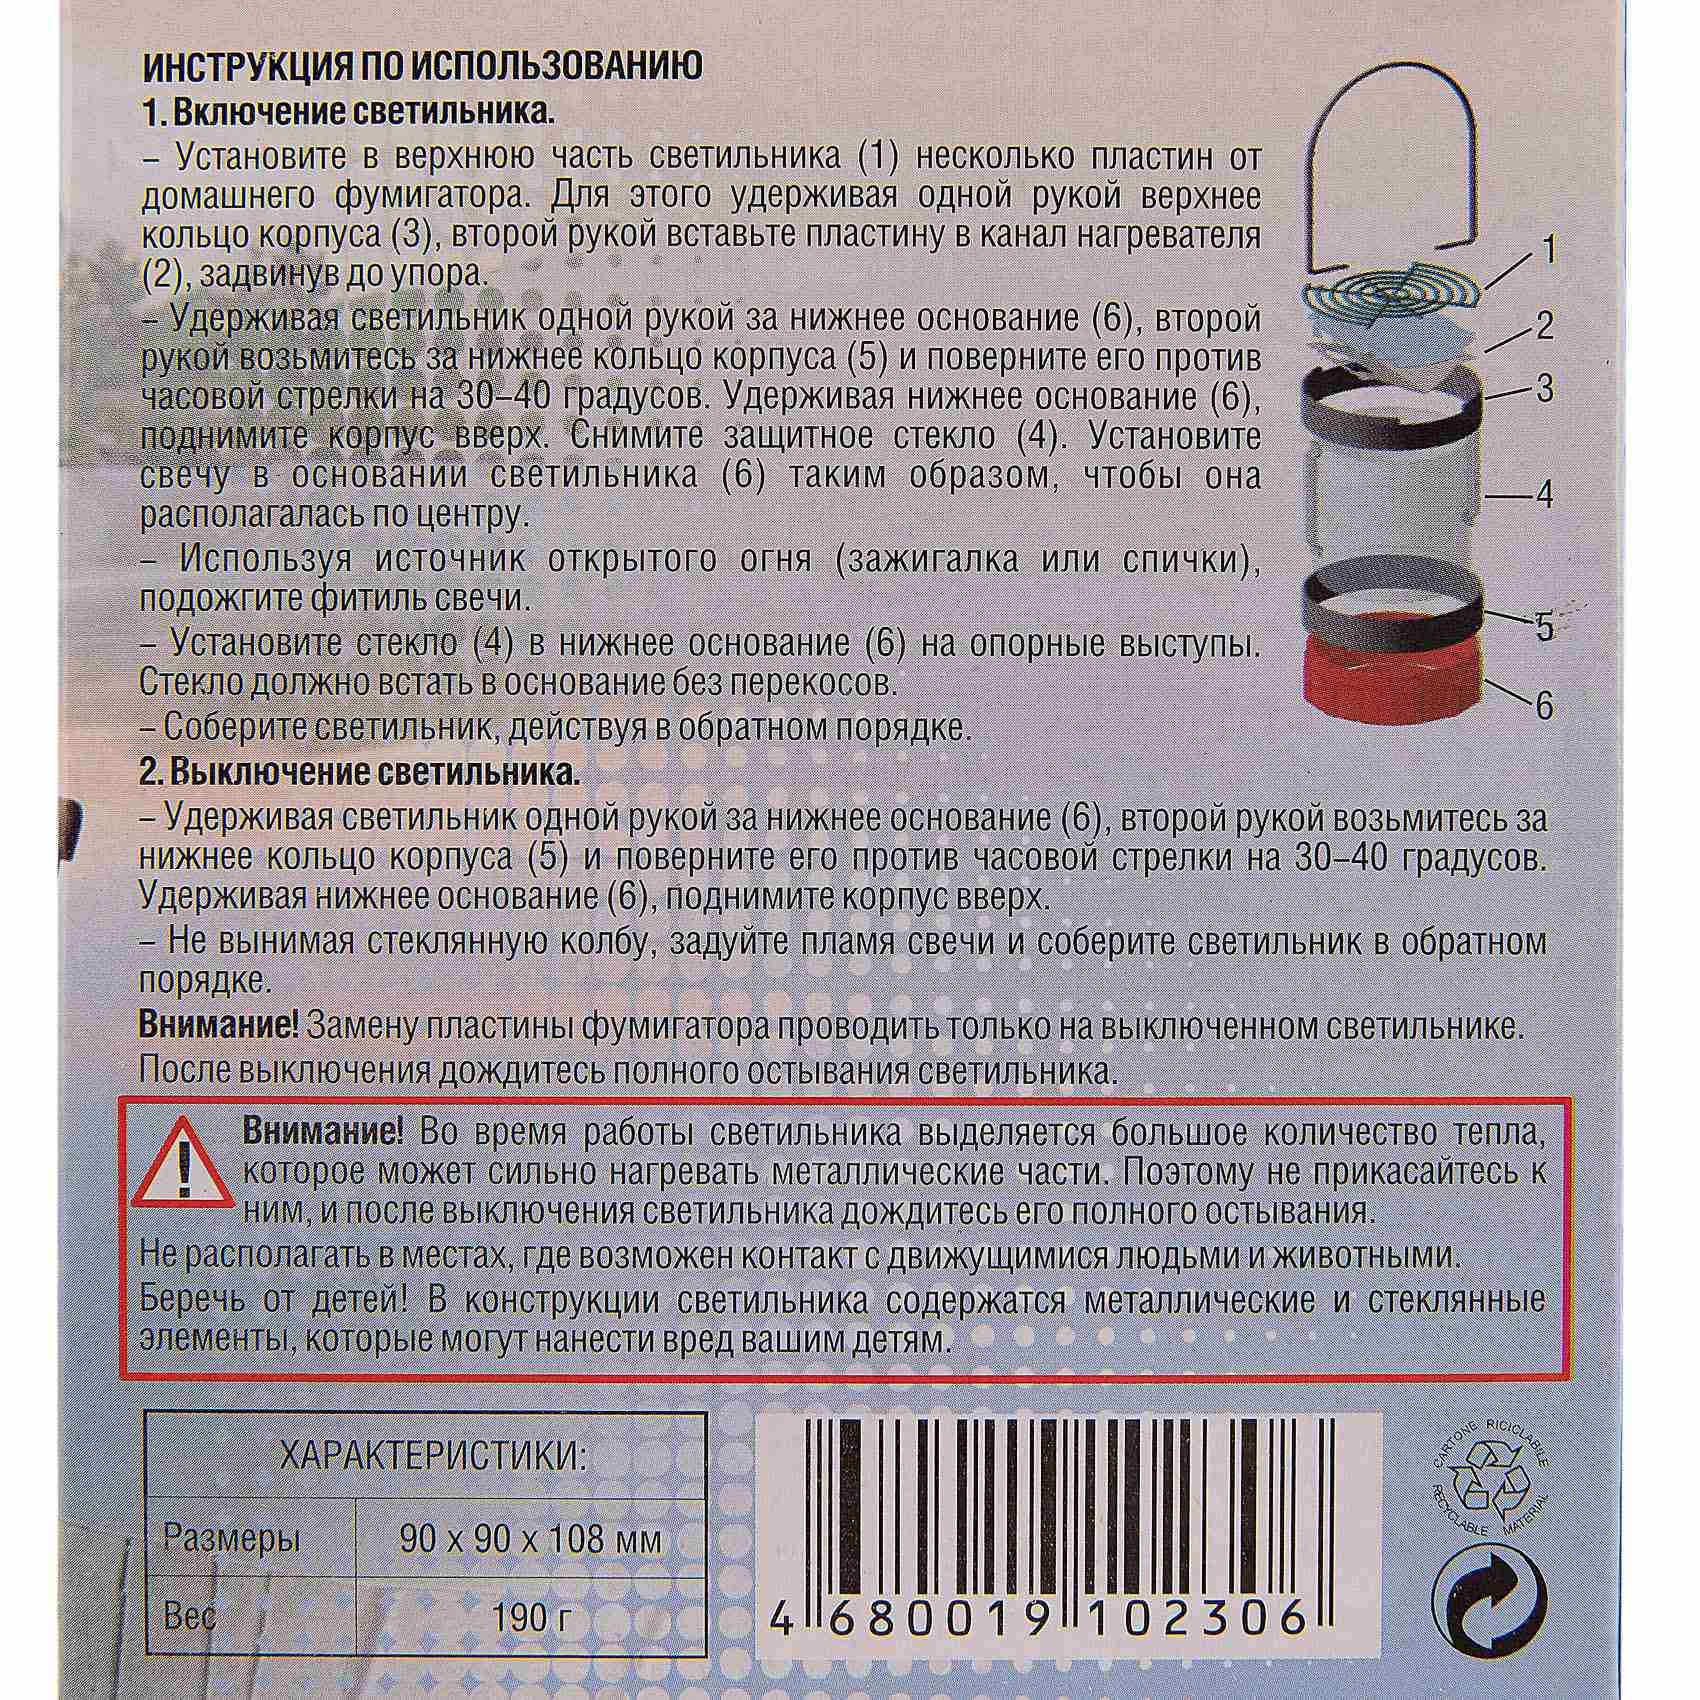 ИНСТРУКЦИЯ ПО ИСПОЛЬЗОВАНИЮ
1. Включение светильника.
– Установите в верхнюю часть светильника (1) несколько пластин от
домашнего фумигатора. Для этого удерживая одной рукой верхнее
кольцо корпуса (3), второй рукой вставьте пластину в канал нагревателя
(2), задвинув до упора.
– Удерживая светильник одной рукой за нижнее основание (6), второй
рукой возьмитесь за нижнее кольцо корпуса (5) и поверните его против
часовой стрелки на 30–40 градусов. Удерживая нижнее основание (6),
поднимите корпус вверх. Снимите защитное стекло (4). Установите
свечу в основании светильника (6) таким образом, чтобы она
располагалась по центру.
– Используя источник открытого огня (зажигалка или спички),
подожгите фитиль свечи.
– Установите стекло (4) в нижнее основание (6) на опорные выступы.
Стекло должно встать в основание без перекосов.
– Соберите светильник, действуя в обратном порядке.
1
2
3
4
5
6
2. Выключение светильника.
– Удерживая светильник одной рукой за нижнее основание (6), второй рукой возьмитесь за
нижнее кольцо корпуса (5) и поверните его против часовой стрелки на 30–40 градусов.
Удерживая нижнее основание (6), поднимите корпус вверх.
– Не вынимая стеклянную колбу, задуйте пламя свечи и соберите светильник в обратном
порядке.
Внимание! Замену пластины фумигатора проводить только на выключенном светильнике.
После выключения дождитесь полного остывания светильника.
Внимание! Во время работы светильника выделяется большое количество тепла,
которое может сильно нагревать металлические части. Поэтому не прикасайтесь к
ним, и после выключения светильника дождитесь его полного остывания.
Не располагать в местах, где возможен контакт с движущимися людьми и животными.
Беречь от детей! В конструкции светильника содержатся металлические и стеклянные
элементы, которые могут нанести вред вашим детям.
ХАРАКТЕРИСТИКИ:
Размеры 90 x 90 x 108 мм
Вес 190 г
4 680019 102306
CARTONE RICICLABILE
RECYCLABLE MATERIAL